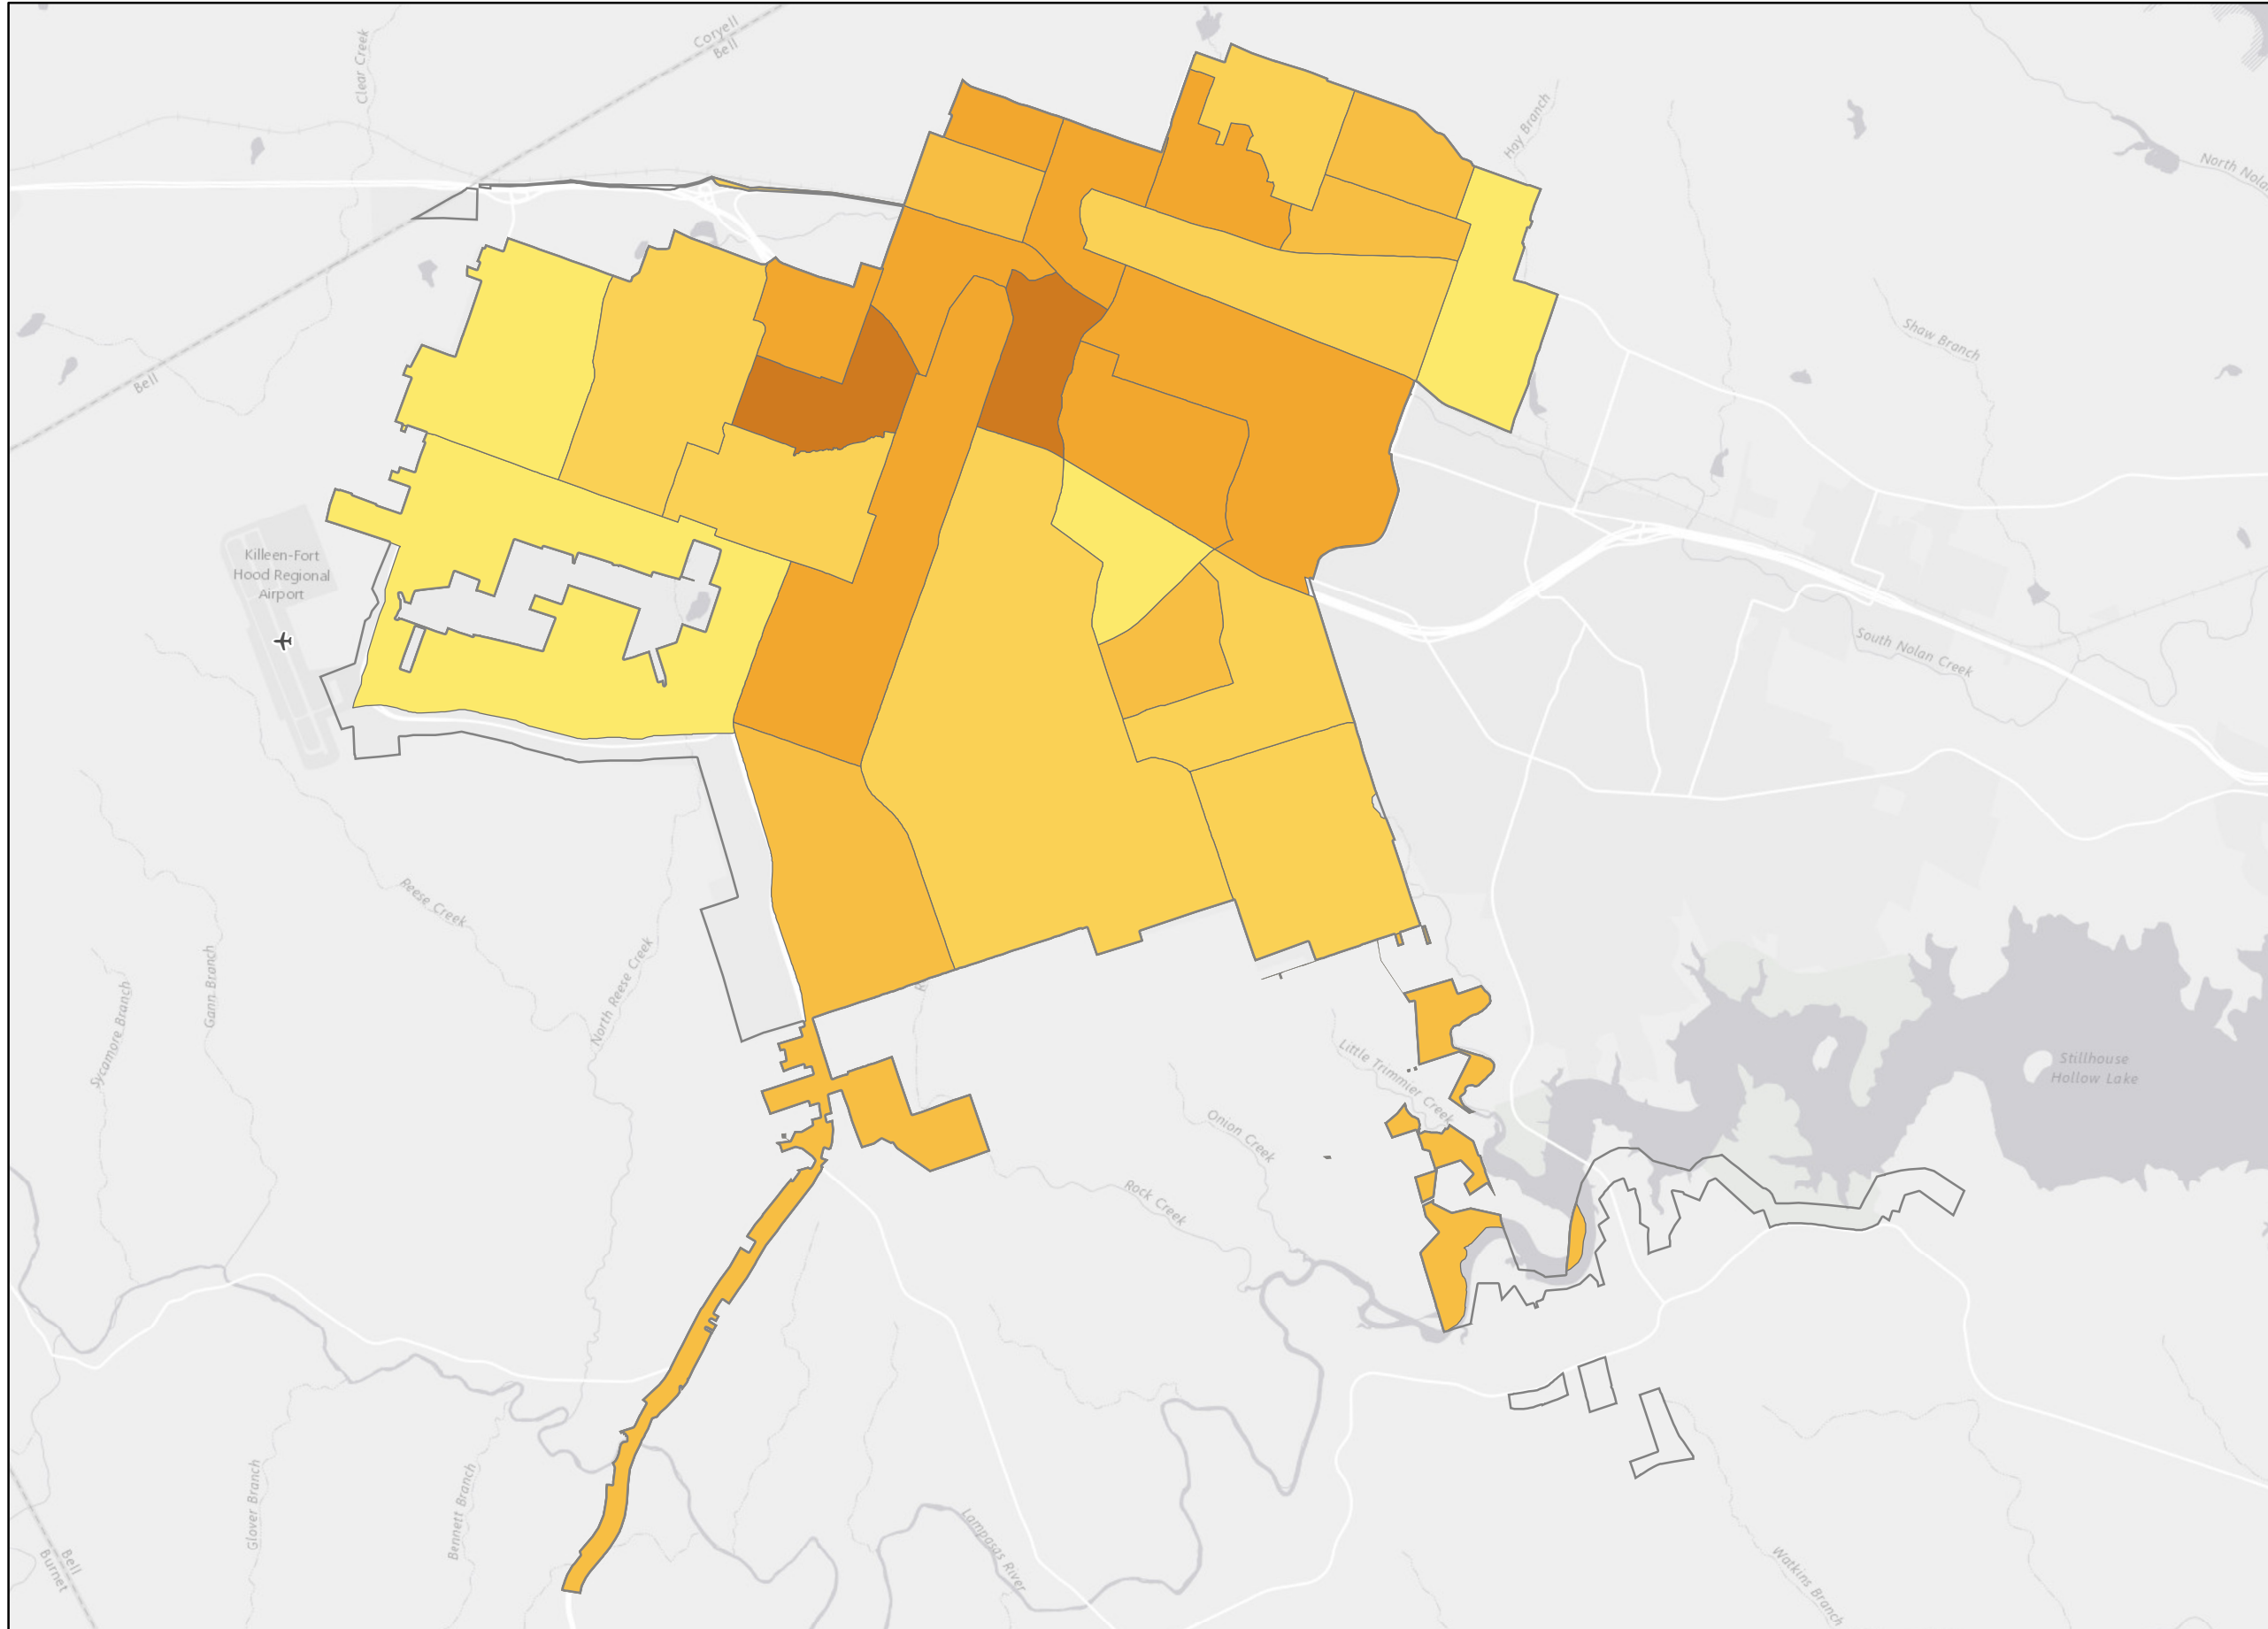 Coryell
Bell
Clear Creek
Hay Branch
North Nolan
Bell
Shaw Branch
Killeen-Fort
Hood Regional
Airport
South Nolan Creek
Reese Creek
Gann Branch
North Reese Creek
Sycamore Branch
Little Trimmier Creek
Stillhouse
Hollow Lake
Onion Creek
Rock Creek
Glover Branch
Bennett Branch
Lampasas River
Watkins Branch
Bell
Burnet